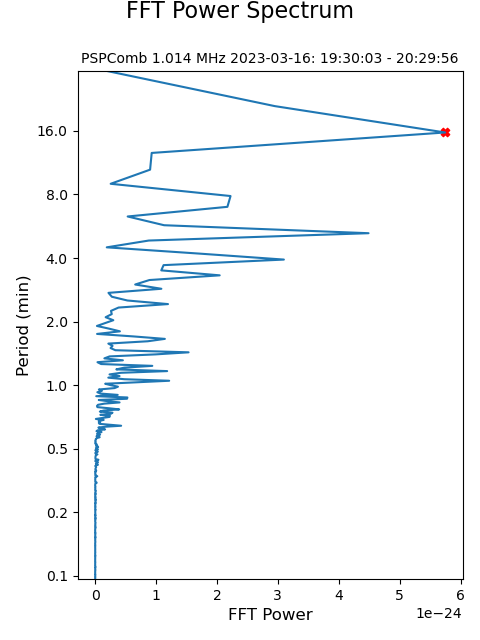 FFT Power Spectrum
PSPComb 1.014 MHz 2023-03-16: 19:30:03 - 20:29:56
16.0
8.0
4.0
2.0
1.0
0.5
0.2
0.1
Period (min)
0 1 2 3 4 5 6
1e−24
FFT Power